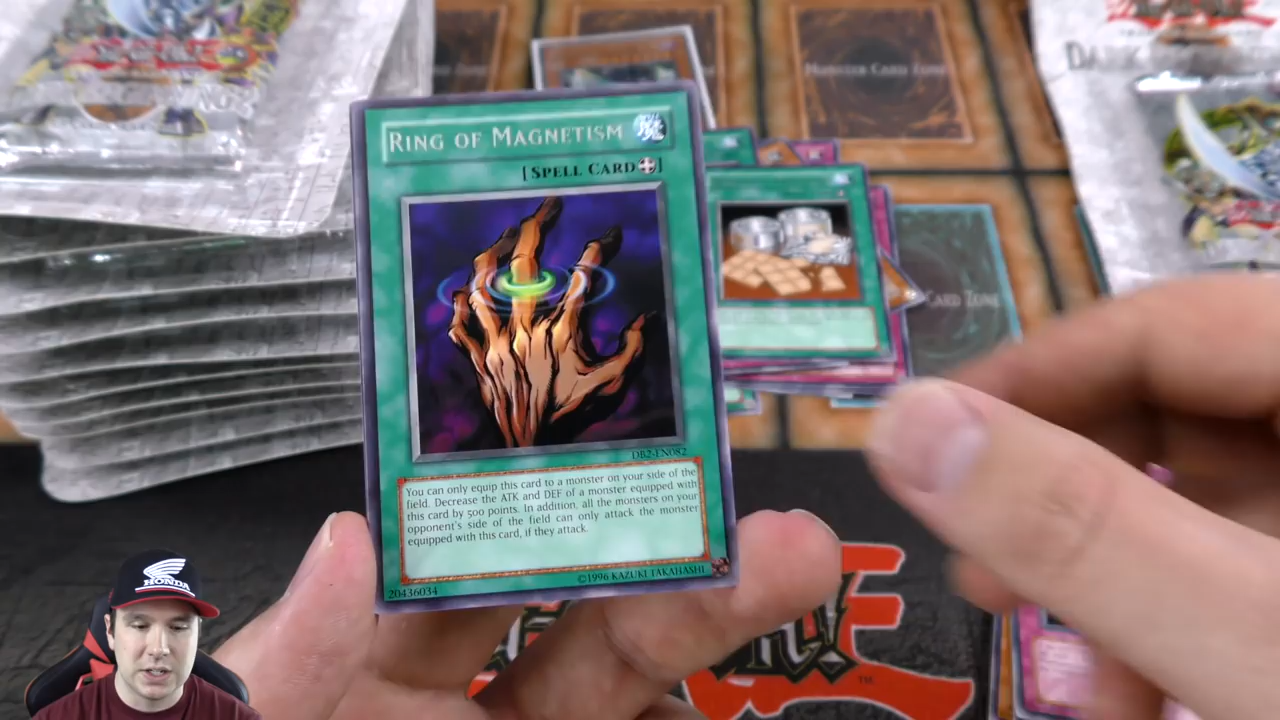 MONSTER CARD ZONE
RING OF MAGNETISM
[SPELL CARD]
CARD ZONE
DB2-EN082
You can only equip this card to a monster on your side of the
field. Decrease the ATK and DEF of a monster equipped with
this card by 500 points. In addition, all the monsters on your
opponent's side of the field can only attack the monster
equipped with this card, if they attack.
20436034
©1996 KAZUKI TAKAHASHI
HONDA
TM